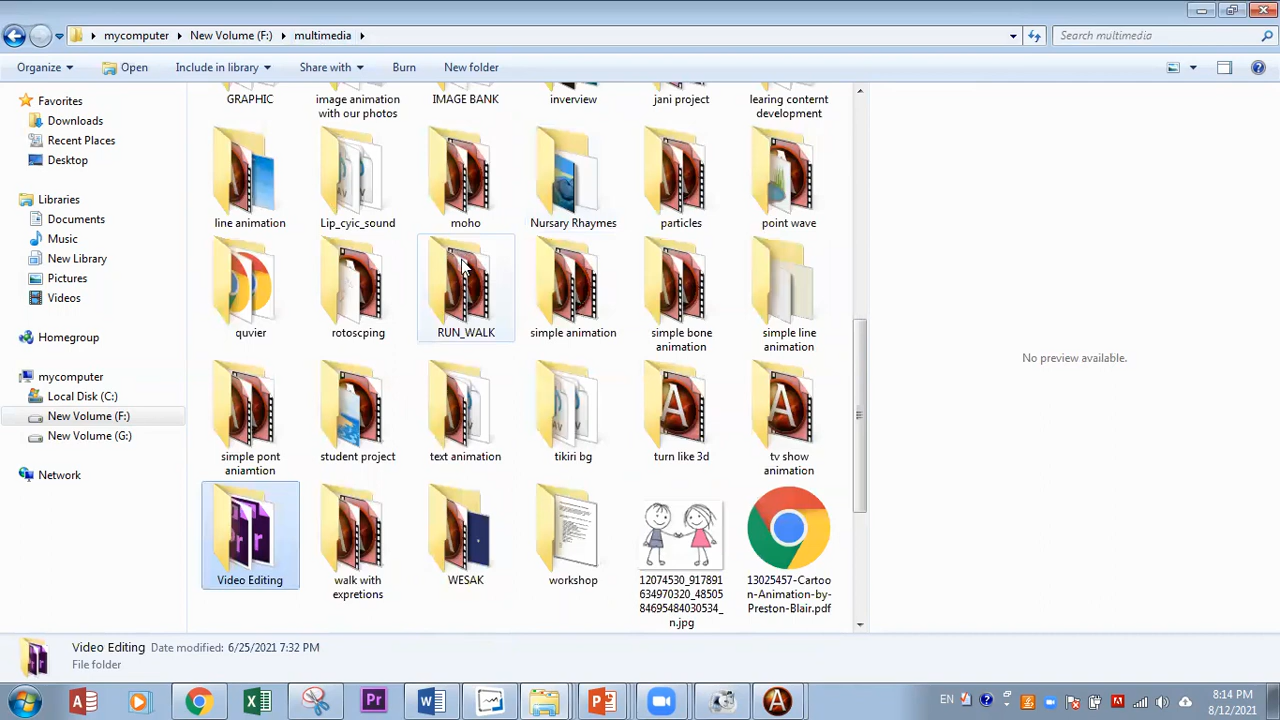 mycomputer New Volume (F:) multimedia Search multimedia
Organize Open Include in library Share with Burn New folder
Favorites
Downloads
Recent Places
Desktop
Libraries
Documents
Music
New Library
Pictures
Videos
Homegroup
mycomputer
Local Disk (C:)
New Volume (F:)
New Volume (G:)
Network
GRAPHIC
image animation
with our photos
IMAGE BANK
inverview
jani project
learing conternt
development
line animation
Lip_cyic_sound
moho
Nursary Rhaymes
particles
point wave
quvier
rotoscping
RUN_WALK
simple animation
simple bone
animation
simple line
animation
simple pont
aniamtion
student project
text animation
tikiri bg
turn like 3d
tv show
animation
Video Editing
walk with
expretions
WESAK
workshop
12074530_917891
634970320_48505
84695484030534_
n.jpg
13025457-Cartoo
n-Animation-by-
Preston-Blair.pdf
No preview available.
Video Editing Date modified: 6/25/2021 7:32 PM
File folder
EN
8:14 PM
8/12/2021